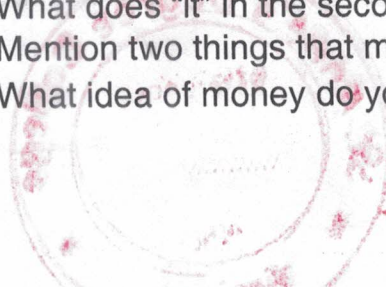 What does "it" in the seco
Mention two things that m
What idea of money do yo